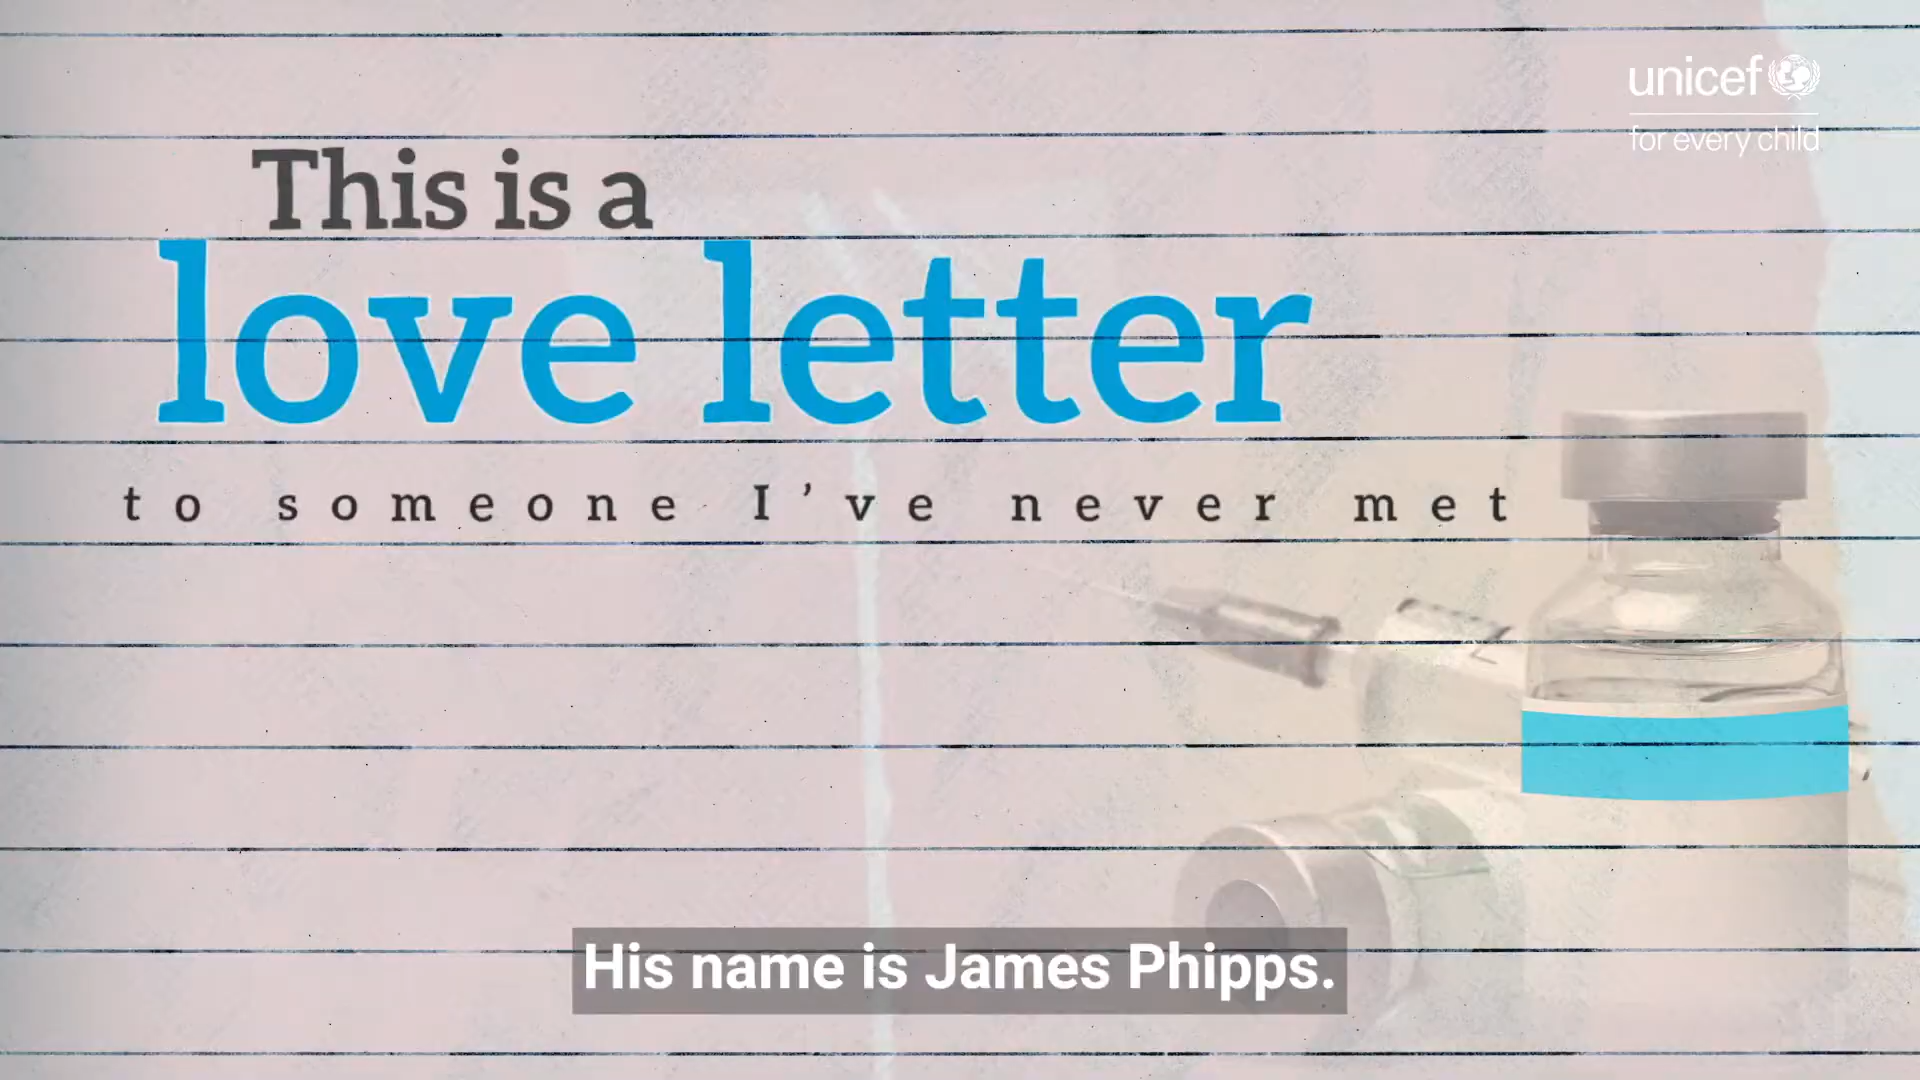 unicef
for every child
This is a
love letter
to someone I’ve never met
His name is James Phipps.